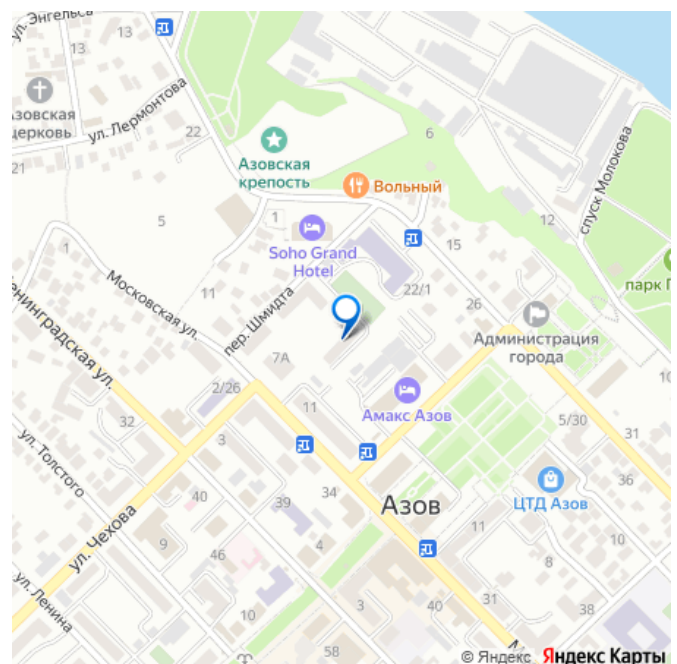 ул. Энгельса
Азовская
церковь
ул. Лермонтова
22
21
Азовская
крепость
6
Вольный
спуск Молокова
5
1
1
Soho Grand
Hotel
15
12
Московская ул.
11
пер. Шмидта
22/1
26
Администрация
города
парк П
Ленинградская ул.
7А
2/26
Амакс Азов
10
32
11
5/30
31
ул. Толстого
3
40
34
39
Азов
ЦТД Азов
36
ул. Чехова
9
46
4
11
8
10
ул. Ленина
10
3
40
31
38
58
© Яндекс Яндекс Карты